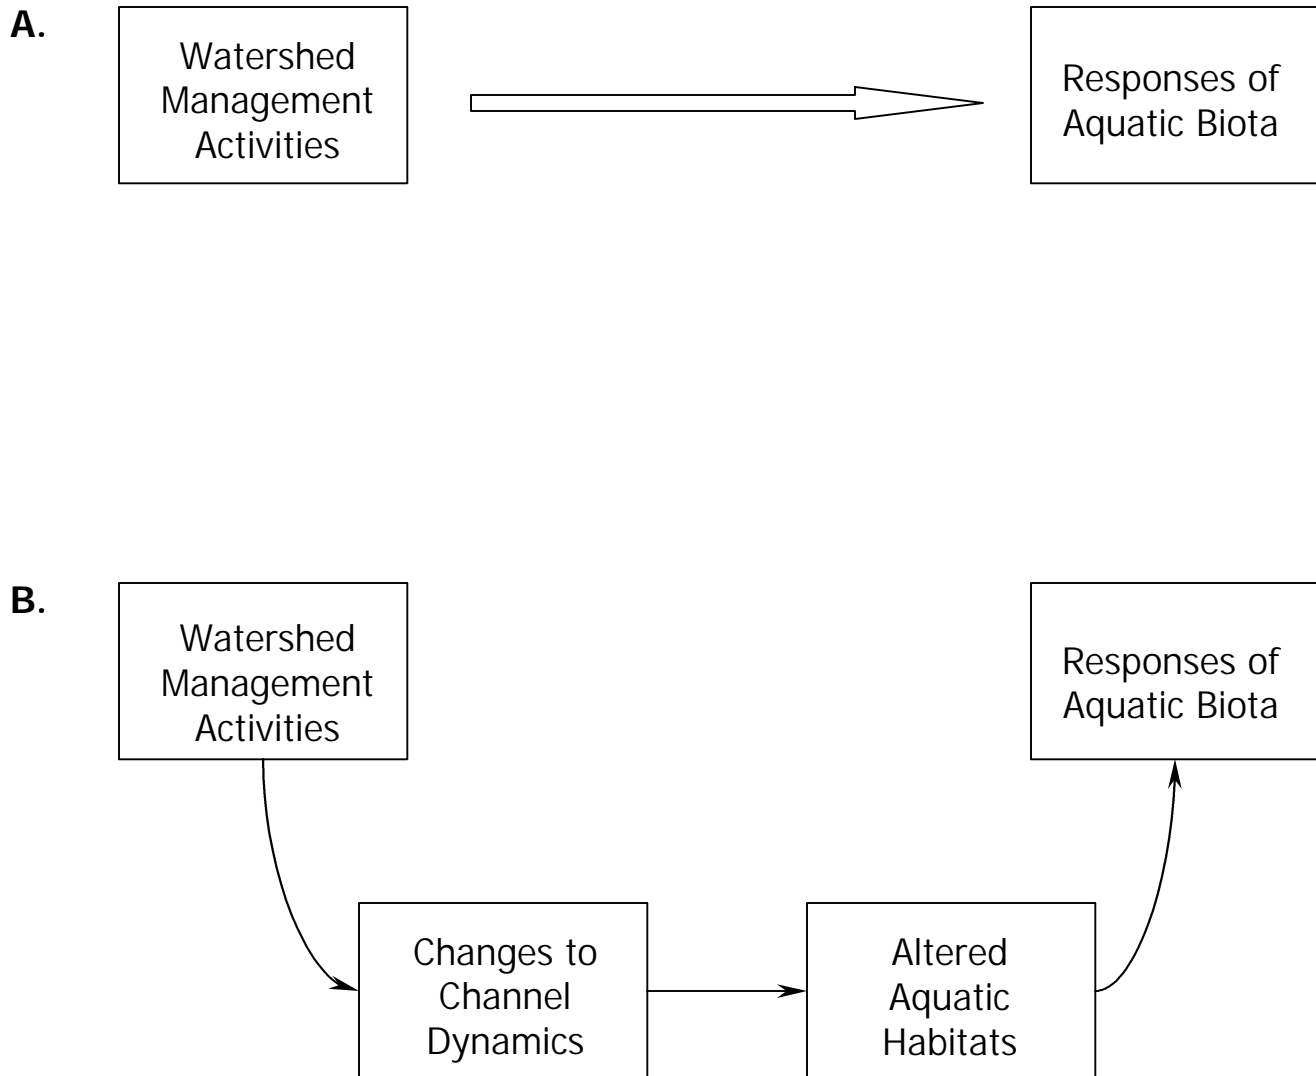 A.
Watershed
Management
Activities
Responses of
Aquatic Biota
B.
Watershed
Management
Activities
Responses of
Aquatic Biota
Changes to
Channel
Dynamics
Altered
Aquatic
Habitats